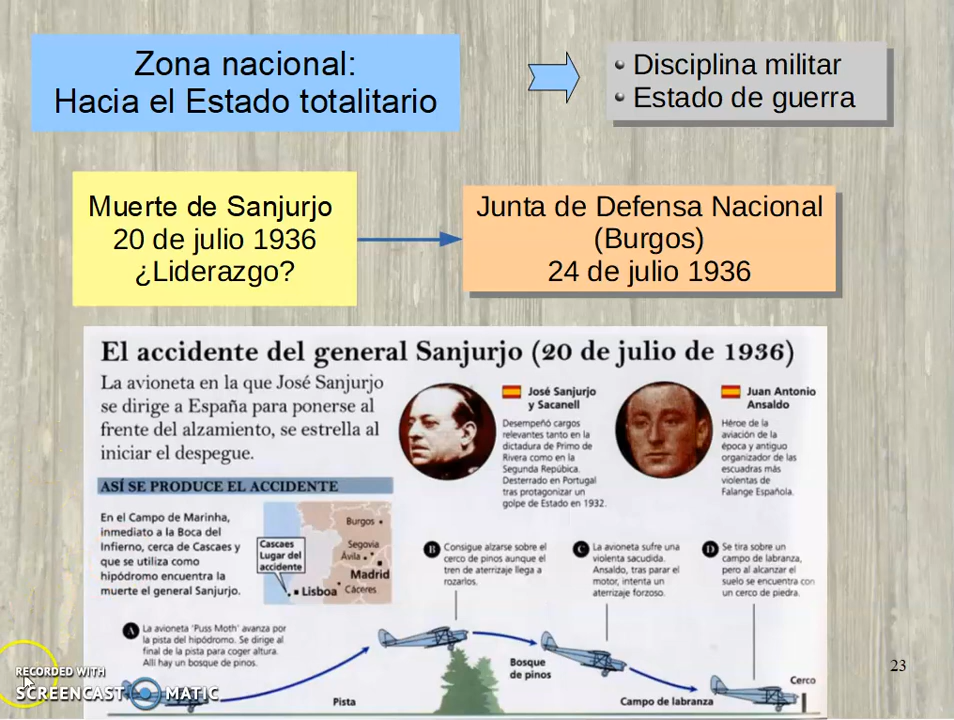 Zona nacional:
Hacia el Estado totalitario
Disciplina militar
Estado de guerra
Muerte de Sanjurjo
20 de julio 1936
¿Liderazgo?
Junta de Defensa Nacional
(Burgos)
24 de julio 1936
El accidente del general Sanjurjo (20 de julio de 1936)
La avioneta en la que José Sanjurjo
se dirige a España para ponerse al
frente del alzamiento, se estrella al
iniciar el despegue.
José Sanjurjo
y Sacanell
Desempeñó cargos
relevantes tanto en la
dictadura de Primo de
Rivera como en la
Segunda República.
Desterrado en Portugal
tras protagonizar un
golpe de Estado en 1932.
Juan Antonio
Ansaldo
Héroe de la
aviación de la
época y antiguo
organizador de las
escuadras más
violentas de
Falange Española.
ASÍ SE PRODUCE EL ACCIDENTE
En el Campo de Marinha,
inmediato a la Boca del
Infierno, cerca de Cascaes y
que se utiliza como
hipódromo encuentra la
muerte el general Sanjurjo.
Burgos
Cascaes
Lugar del
accidente
Segovia
Ávila
Madrid
Lisboa
Cáceres
A
La avioneta 'Puss Moth' avanza por
la pista del hipódromo. Se dirige al
final de la pista para coger altura.
Allí hay un bosque de pinos.
B
Consigue alzarse sobre el
cerco de pinos aunque el
tren de aterrizaje llega a
rozarlos.
C
La avioneta sufre una
violenta sacudida.
Ansaldo, tras parar el
motor, intenta un
aterrizaje forzoso.
D
Se tira sobre un
campo de labranza,
pero al alcanzar el
suelo se encuentra con
un cerco de piedra.
Pista
Bosque
de pinos
Campo de labranza
Cerco
23
RECORDED WITH
SCREENCAST MATIC